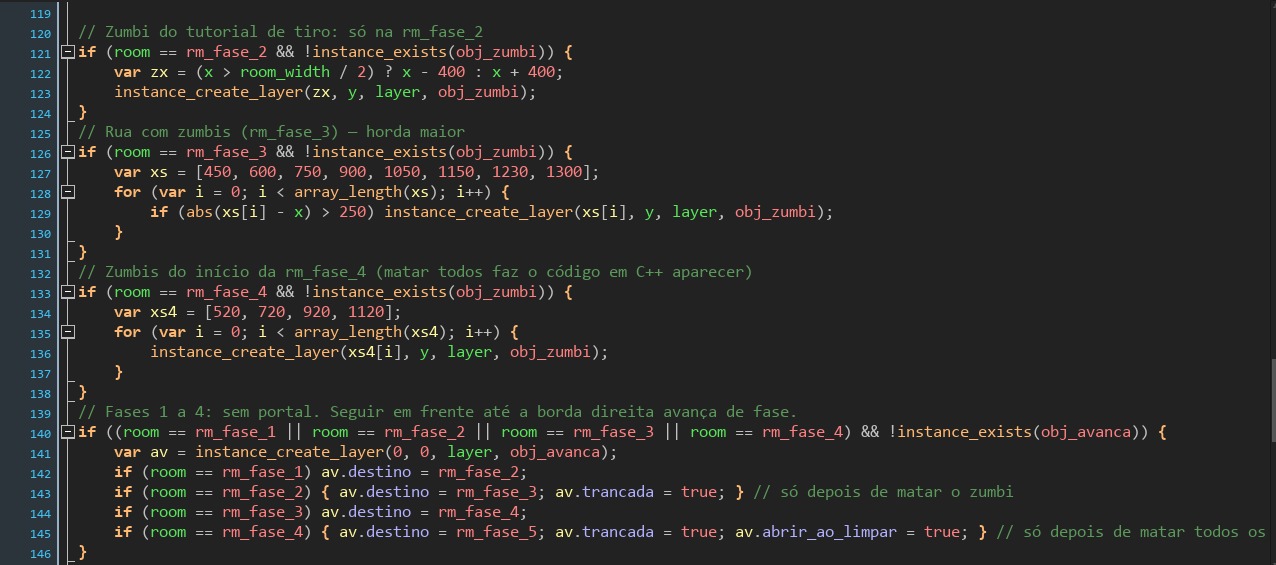 119
120 // Zumbi do tutorial de tiro: só na rm_fase_2
121 if (room == rm_fase_2 && !instance_exists(obj_zumbi)) {
122 var zx = (x > room_width / 2) ? x - 400 : x + 400;
123 instance_create_layer(zx, y, layer, obj_zumbi);
124 }
125 // Rua com zumbis (rm_fase_3) — horda maior
126 if (room == rm_fase_3 && !instance_exists(obj_zumbi)) {
127 var xs = [450, 600, 750, 900, 1050, 1150, 1230, 1300];
128 for (var i = 0; i < array_length(xs); i++) {
129 if (abs(xs[i] - x) > 250) instance_create_layer(xs[i], y, layer, obj_zumbi);
130 }
131 }
132 // Zumbis do início da rm_fase_4 (matar todos faz o código em C++ aparecer)
133 if (room == rm_fase_4 && !instance_exists(obj_zumbi)) {
134 var xs4 = [520, 720, 920, 1120];
135 for (var i = 0; i < array_length(xs4); i++) {
136 instance_create_layer(xs4[i], y, layer, obj_zumbi);
137 }
138 }
139 // Fases 1 a 4: sem portal. Seguir em frente até a borda direita avança de fase.
140 if ((room == rm_fase_1 || room == rm_fase_2 || room == rm_fase_3 || room == rm_fase_4) && !instance_exists(obj_avanca)) {
141 var av = instance_create_layer(0, 0, layer, obj_avanca);
142 if (room == rm_fase_1) av.destino = rm_fase_2;
143 if (room == rm_fase_2) { av.destino = rm_fase_3; av.trancada = true; } // só depois de matar o zumbi
144 if (room == rm_fase_3) av.destino = rm_fase_4;
145 if (room == rm_fase_4) { av.destino = rm_fase_5; av.trancada = true; av.abrir_ao_limpar = true; } // só depois de matar todos os
146 }